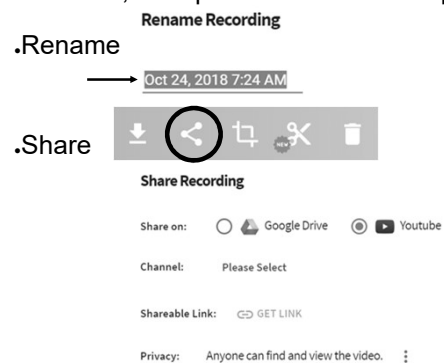 Rename Recording
.Rename
Oct 24, 2018 7:24 AM
NEW
.Share
Share Recording
Share on: Google Drive Youtube
Channel: Please Select
Shareable Link: GET LINK
Privacy: Anyone can find and view the video.